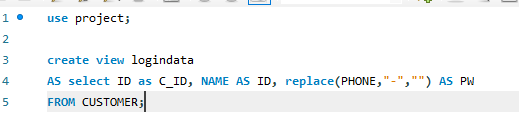 1 use project;
2
3 create view logindata
4 AS select ID as C_ID, NAME AS ID, replace(PHONE,"-","") AS PW
5 FROM CUSTOMER;